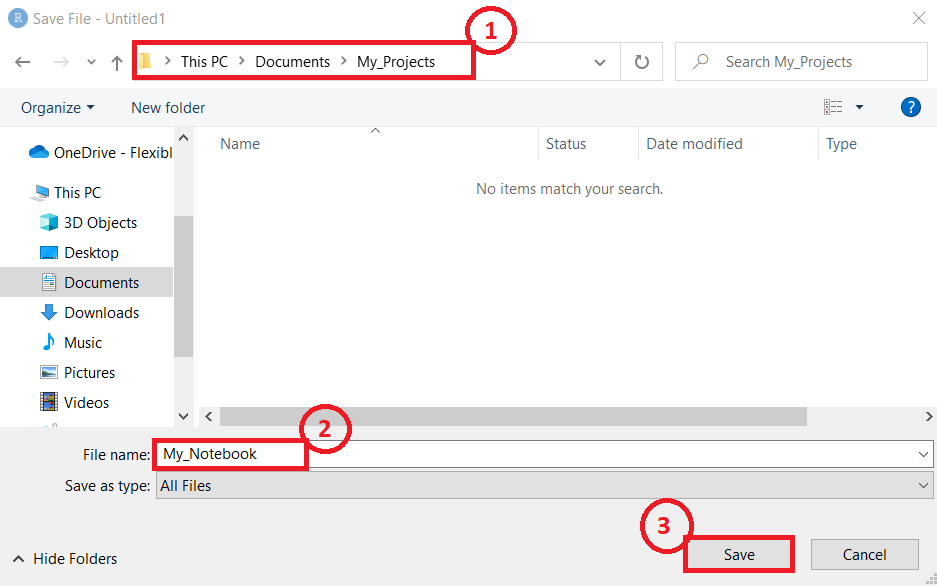 R Save File - Untitled1
1
This PC > Documents > My_Projects
Search My_Projects
Organize New folder ?
Name Status Date modified Type
OneDrive - Flexibl
No items match your search.
This PC
3D Objects
Desktop
Documents
Downloads
Music
Pictures
Videos
2
File name: My_Notebook
Save as type: All Files
3
Save Cancel
Hide Folders